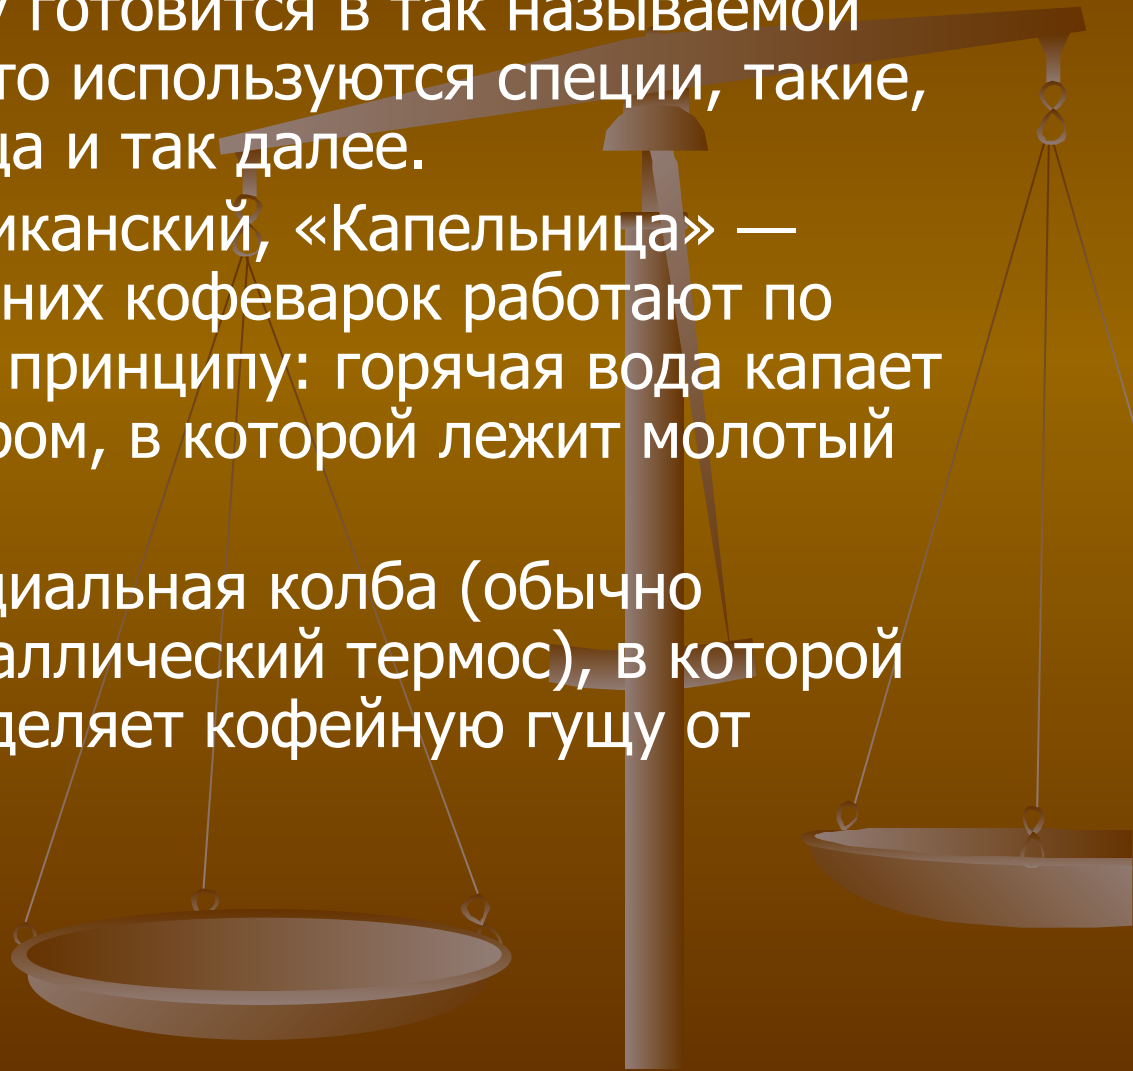 у готовится в так называемой
то используются специи, такие,
ца и так далее.
иканский, «Капельница» —
них кофеварок работают по
принципу: горячая вода капает
ром, в которой лежит молотый
циальная колба (обычно
аллический термос), в которой
деляет кофейную гущу от